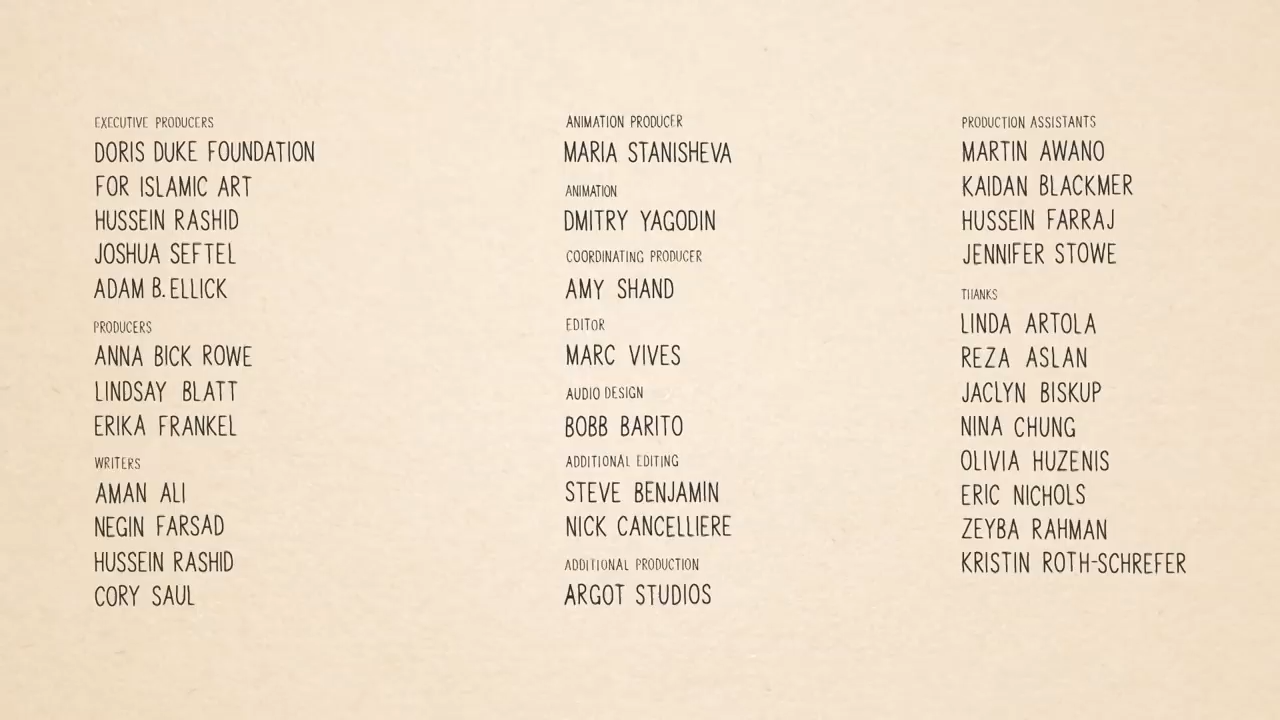 EXECUTIVE PRODUCERS
DORIS DUKE FOUNDATION
FOR ISLAMIC ART
HUSSEIN RASHID
JOSHUA SEFTEL
ADAM B. ELLICK
PRODUCERS
ANNA BICK ROWE
LINDSAY BLATT
ERIKA FRANKEL
WRITERS
AMAN ALI
NEGIN FARSAD
HUSSEIN RASHID
CORY SAUL
ANIMATION PRODUCER
MARIA STANISHEVA
ANIMATION
DMITRY YAGODIN
COORDINATING PRODUCER
AMY SHAND
EDITOR
MARC VIVES
AUDIO DESIGN
BOBB BARITO
ADDITIONAL EDITING
STEVE BENJAMIN
NICK CANCELLIERE
ADDITIONAL PRODUCTION
ARGOT STUDIOS
PRODUCTION ASSISTANTS
MARTIN AWANO
KAIDAN BLACKMER
HUSSEIN FARRAJ
JENNIFER STOWE
THANKS
LINDA ARTOLA
REZA ASLAN
JACLYN BISKUP
NINA CHUNG
OLIVIA HUZENIS
ERIC NICHOLS
ZEYBA RAHMAN
KRISTIN ROTH-SCHREFER